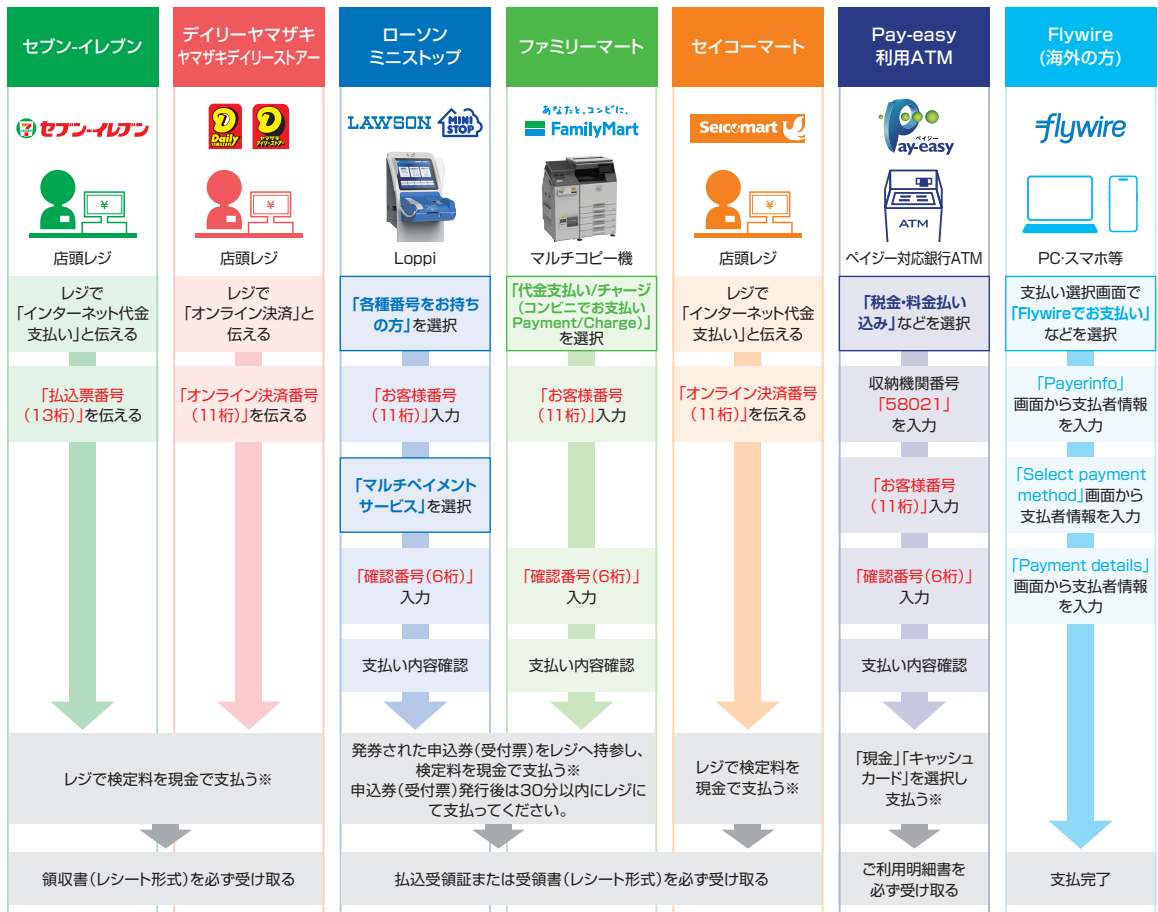 セブン-イレブン
セブン-イレブン
¥
店頭レジ
レジで
「インターネット代金
支払い」と伝える
「払込票番号
(13桁)」を伝える
デイリーヤマザキ
ヤマザキデイリーストアー
Daily
YAMAZAKI
ヤマザキ
デイリーストアー
¥
店頭レジ
レジで
「オンライン決済」と
伝える
「オンライン決済番号
(11桁)」を伝える
レジで検定料を現金で支払う※
領収書(レシート形式)を必ず受け取る
ローソン
ミニストップ
LAWSON
MINI
STOP
Loppi
「各種番号をお持ち
の方」を選択
「お客様番号
(11桁)」入力
「マルチペイメント
サービス」を選択
「確認番号(6桁)」
入力
支払い内容確認
ファミリーマート
あなたと、コンビに、
FamilyMart
マルチコピー機
「代金支払い/チャージ
(コンビニでお支払い
Payment/Charge)」
を選択
「お客様番号
(11桁)」入力
「確認番号(6桁)」
入力
支払い内容確認
発券された申込券(受付票)をレジへ持参し、
検定料を現金で支払う※
申込券(受付票)発行後は30分以内にレジに
て支払ってください。
セイコーマート
Seicomart
¥
店頭レジ
レジで
「インターネット代金
支払い」と伝える
「オンライン決済番号
(11桁)」を伝える
レジで検定料を
現金で支払う※
払込受領証または受領書(レシート形式)を必ず受け取る
Pay-easy
利用ATM
ペイジー
Pay-easy
ATM
ペイジー対応銀行ATM
「税金・料金払い
込み」などを選択
収納機関番号
「58021」
を入力
「お客様番号
(11桁)」入力
「確認番号(6桁)」
入力
支払い内容確認
「現金」「キャッシュ
カード」を選択し
支払う※
ご利用明細書を
必ず受け取る
Flywire
(海外の方)
flywire
PC・スマホ等
支払い選択画面で
「Flywireでお支払い」
などを選択
「Payerinfo」
画面から支払者情報
を入力
「Select payment
method」画面から
支払者情報を入力
「Payment details」
画面から支払者情報
を入力
支払完了